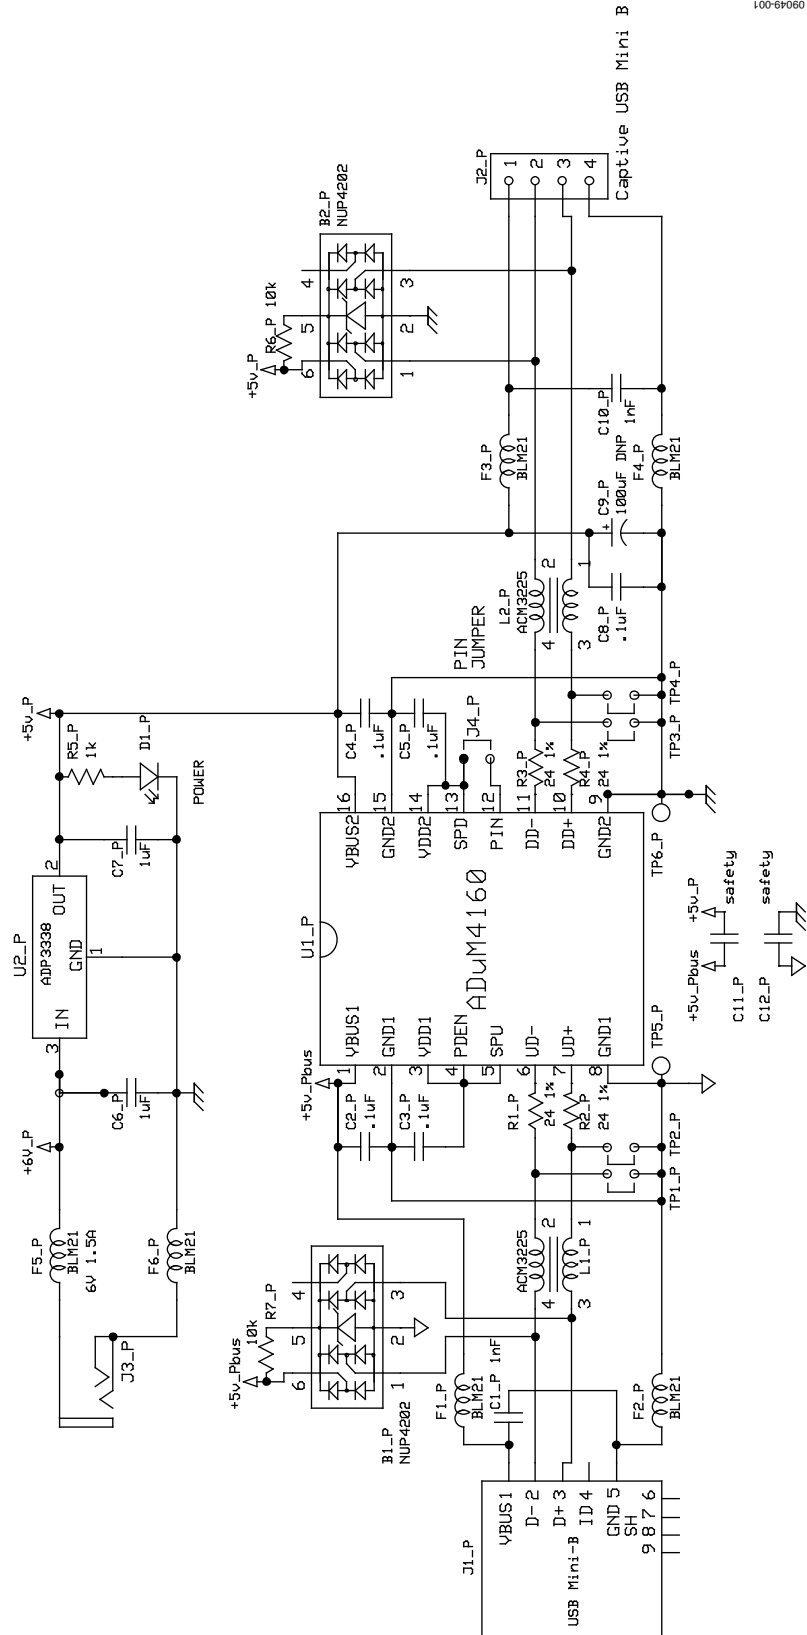 09049-001
Captive USB Mini B
J2_P
1
2
3
4
B2_P
NUP4202
4
3
5
2
6
1
R6_P 10k
+5v_P
C10_P
1nF
F3_P
BLM21
F4_P
BLM21
C9_P
100uF DNP
+
L2_P
ACM3225
2
1
4
3
C8_P
.1uF
PIN
JUMPER
J4_P
TP4_P
TP3_P
+5v_P
R5_P
1k
D1_P
POWER
C7_P
1uF
C4_P
.1uF
C5_P
.1uF
R3_P
24 1%
R4_P
24 1%
16
15
14
13
12
11
10
9
VBUS2
GND2
VDD2
SPD
PIN
DD-
DD+
GND2
TP6_P
U1_P
ADuM4160
U2_P
ADP3338
2
OUT
GND
1
IN
3
+5v_P
safety
safety
+5v_Pbus
C11_P
C12_P
VBUS1
GND1
VDD1
PDEN
SPU
UD-
UD+
GND1
1
2
3
4
5
6
7
8
TP5_P
+5v_Pbus
C6_P
1uF
+6V_P
C2_P
.1uF
C3_P
.1uF
R1_P
24 1%
R2_P
24 1%
TP2_P
TP1_P
F5_P
BLM21
6V 1.5A
F6_P
BLM21
J3_P
ACM3225
L1_P
2
1
4
3
R7_P
10k
+5v_Pbus
4
3
5
2
6
1
B1_P
NUP4202
F1_P
BLM21
C1_P 1nF
F2_P
BLM21
J1_P
USB Mini-B
VBUS 1
D- 2
D+ 3
ID 4
GND 5
SH
9 8 7 6